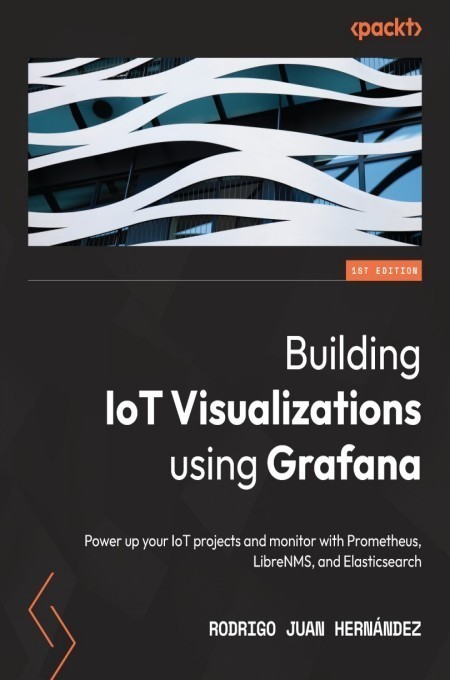 <packt>
1ST EDITION
Building
IoT Visualizations
using Grafana
Power up your IoT projects and monitor with Prometheus,
LibreNMS, and Elasticsearch
RODRIGO JUAN HERNÁNDEZ